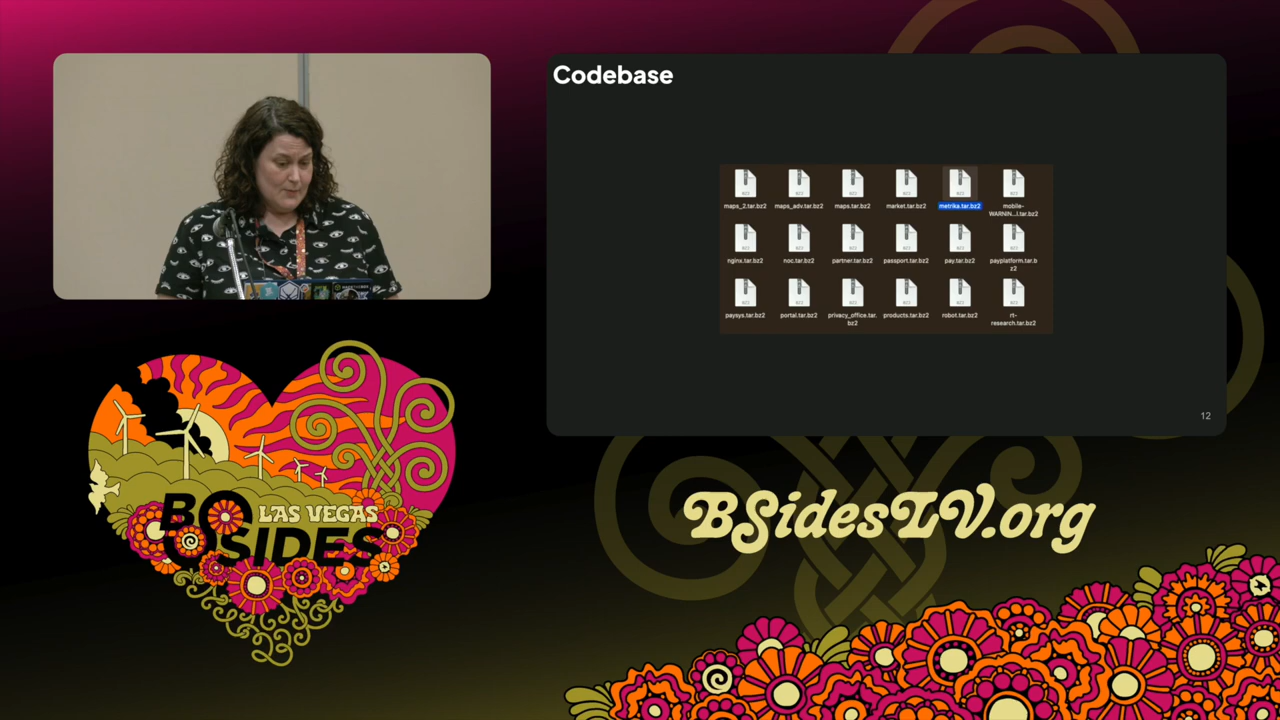 Codebase
maps_2.tar.bz2
maps_adv.tar.bz2
maps.tar.bz2
market.tar.bz2
metrika.tar.bz2
mobile-
WARNIN...l.tar.bz2
nginx.tar.bz2
noc.tar.bz2
partner.tar.bz2
passport.tar.bz2
pay.tar.bz2
payplatform.tar.b
z2
paysys.tar.bz2
portal.tar.bz2
privacy_office.tar.
bz2
products.tar.bz2
robot.tar.bz2
rt-
research.tar.bz2
12
LAS VEGAS
BSIDES
BSidesLV.org